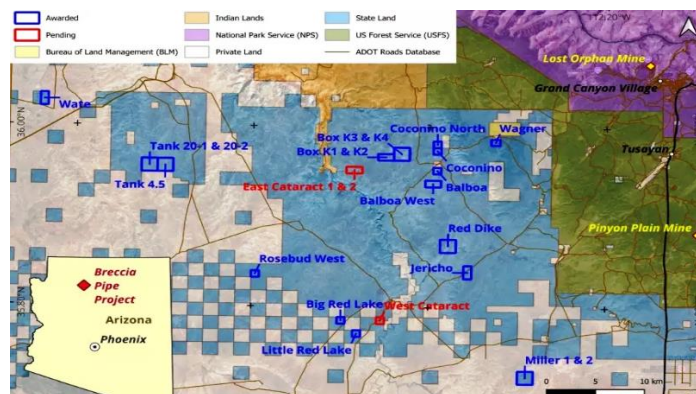 Awarded
Indian Lands
State Land
Pending
National Park Service (NPS)
US Forest Service (USFS)
Bureau of Land Management (BLM)
Private Land
ADOT Roads Database
112.20°W
Lost Orphan Mine
Grand Canyon Village
Wate
36.00°N
Coconino North
Wagner
Box K3 & K4
Tank 20-1 & 20-2
Box K1 & K2
Tusayan
Coconino
Tank 4.5
East Cataract 1 & 2
Balboa
Balboa West
Red Dike
Pinyon Plain Mine
Rosebud West
Jericho
Breccia
Pipe
Project
35.80°N
Big Red Lake
West Cataract
Arizona
Phoenix
Little Red Lake
Miller 1 & 2
0 5 10 km